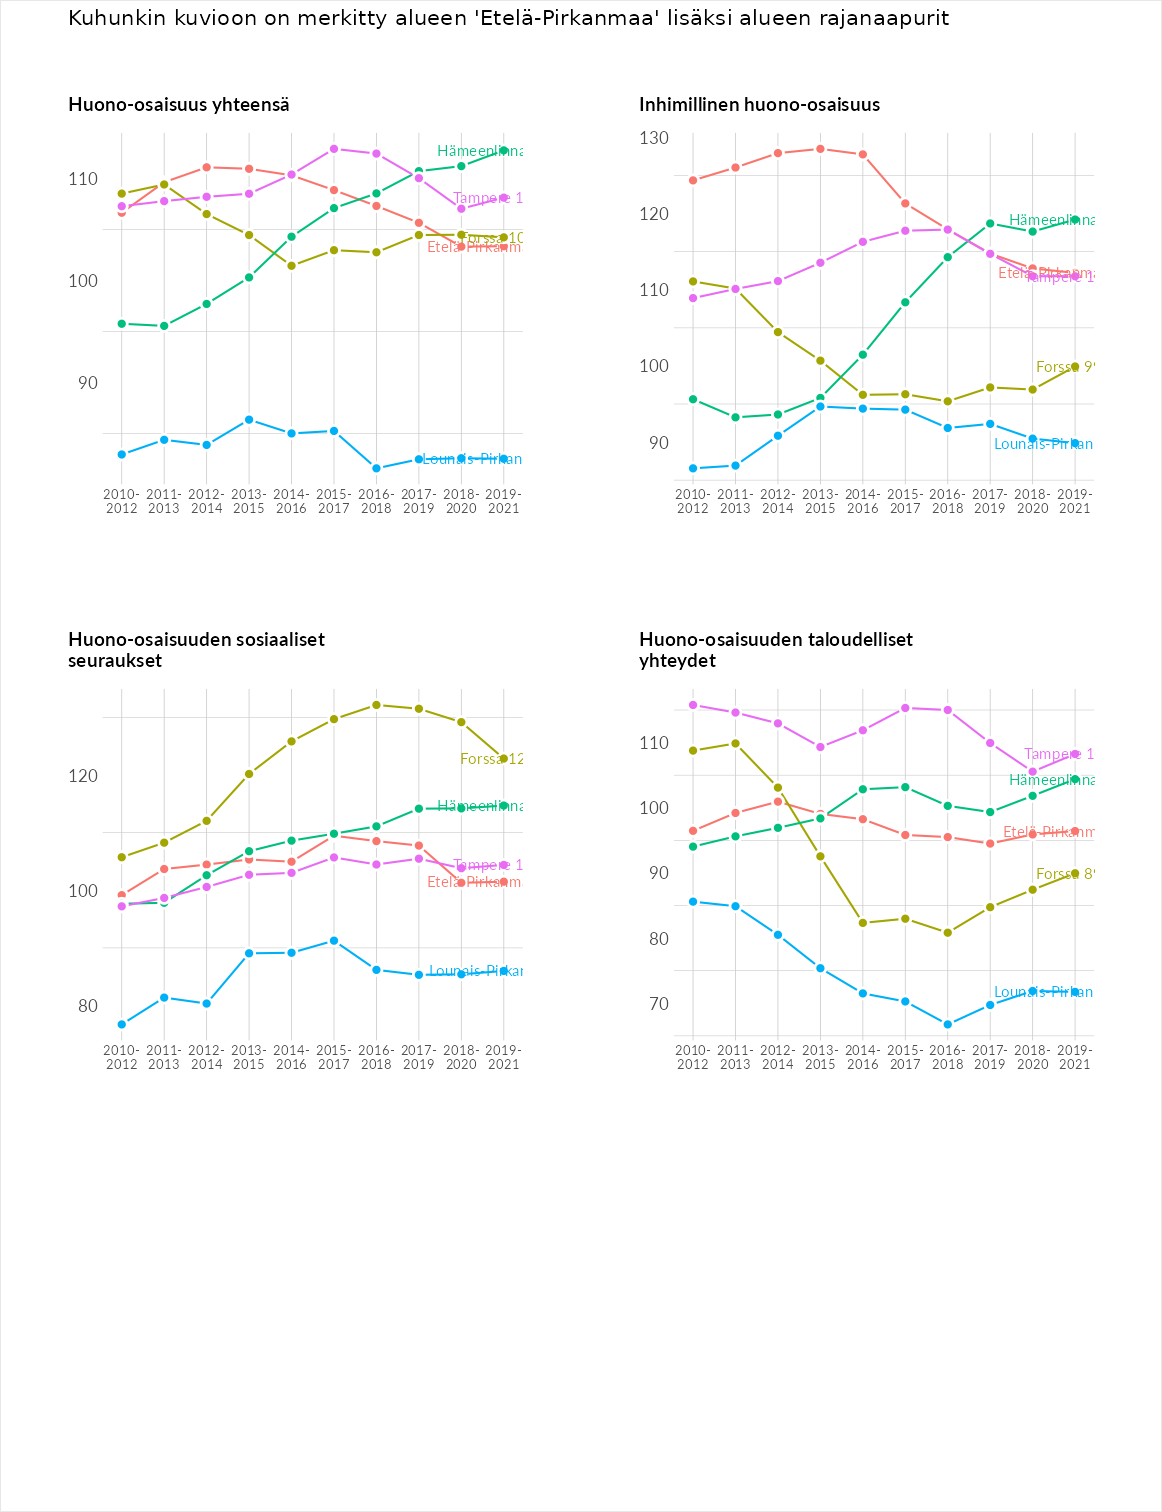 Kuhunkin kuvioon on merkitty alueen 'Etelä-Pirkanmaa' lisäksi alueen rajanaapurit
Huono-osaisuus yhteensä
110
100
90
Hämeenlinna
Tampere 1
Forssa 10
Etelä-Pirkanm
Lounais-Pirkan
2010- 2011- 2012- 2013- 2014- 2015- 2016- 2017- 2018- 2019-
2012 2013 2014 2015 2016 2017 2018 2019 2020 2021
Inhimillinen huono-osaisuus
130
120
110
100
90
Hämeenlinna
Etelä-Pirkanma
Tampere 1
Forssa 99
Lounais-Pirkan
2010- 2011- 2012- 2013- 2014- 2015- 2016- 2017- 2018- 2019-
2012 2013 2014 2015 2016 2017 2018 2019 2020 2021
Huono-osaisuuden sosiaaliset
seuraukset
120
100
80
Forssa 12
Hämeenlinna
Tampere 1
Etelä-Pirkanm
Lounais-Pirkan
2010- 2011- 2012- 2013- 2014- 2015- 2016- 2017- 2018- 2019-
2012 2013 2014 2015 2016 2017 2018 2019 2020 2021
Huono-osaisuuden taloudelliset
yhteydet
110
100
90
80
70
Tampere 1
Hämeenlinna
Etelä-Pirkanm
Forssa 89
Lounais-Pirkan
2010- 2011- 2012- 2013- 2014- 2015- 2016- 2017- 2018- 2019-
2012 2013 2014 2015 2016 2017 2018 2019 2020 2021